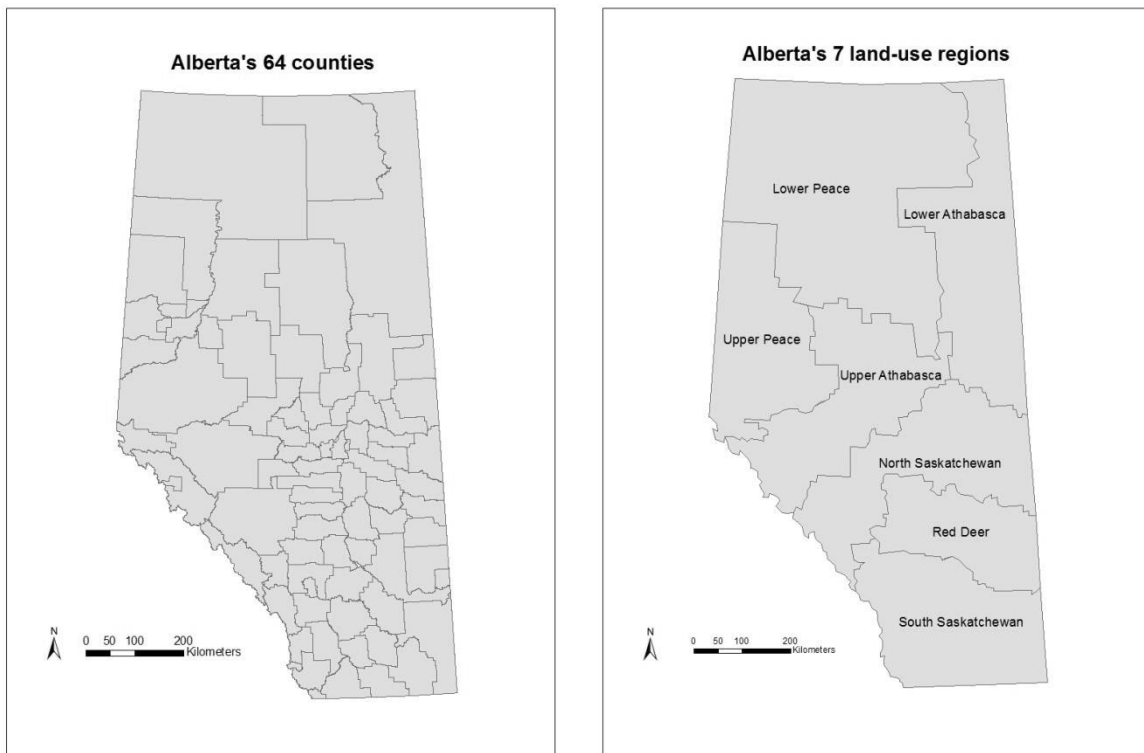 Alberta's 64 counties
N
0 50 100 200
Kilometers
Alberta's 7 land-use regions
Lower Peace
Lower Athabasca
Upper Peace
Upper Athabasca
North Saskatchewan
Red Deer
South Saskatchewan
N
0 50 100 200
Kilometers